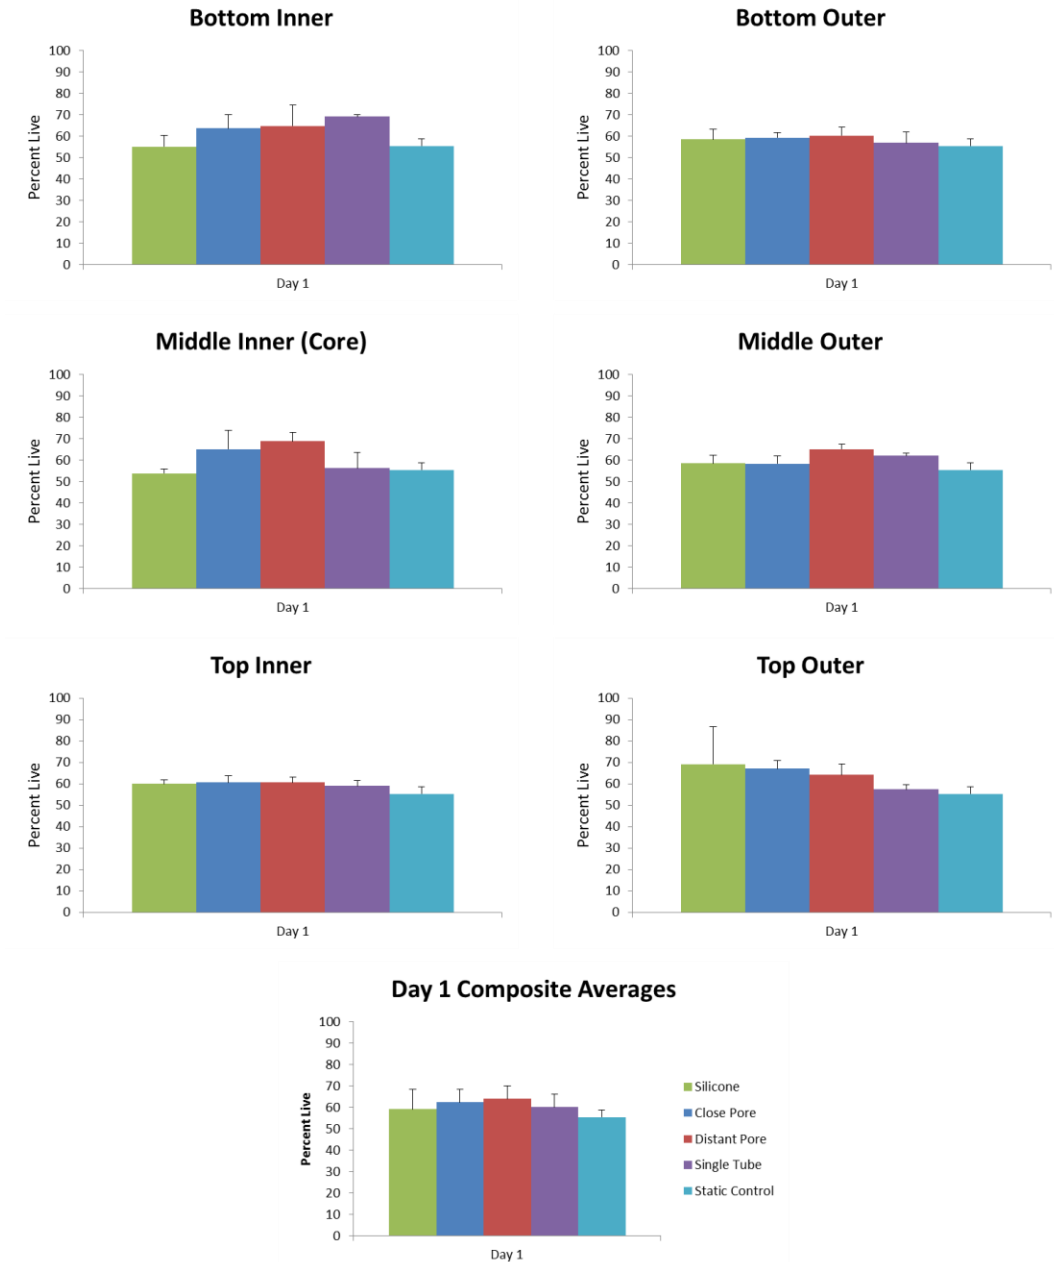 Bottom Inner
100
90
80
70
60
50
40
30
20
10
0
Percent Live
Day 1
Bottom Outer
100
90
80
70
60
50
40
30
20
10
0
Percent Live
Day 1
Middle Inner (Core)
100
90
80
70
60
50
40
30
20
10
0
Percent Live
Day 1
Middle Outer
100
90
80
70
60
50
40
30
20
10
0
Percent Live
Day 1
Top Inner
100
90
80
70
60
50
40
30
20
10
0
Percent Live
Day 1
Top Outer
100
90
80
70
60
50
40
30
20
10
0
Percent Live
Day 1
Day 1 Composite Averages
100
90
80
70
60
50
40
30
20
10
0
Percent Live
Day 1
Silicone
Close Pore
Distant Pore
Single Tube
Static Control